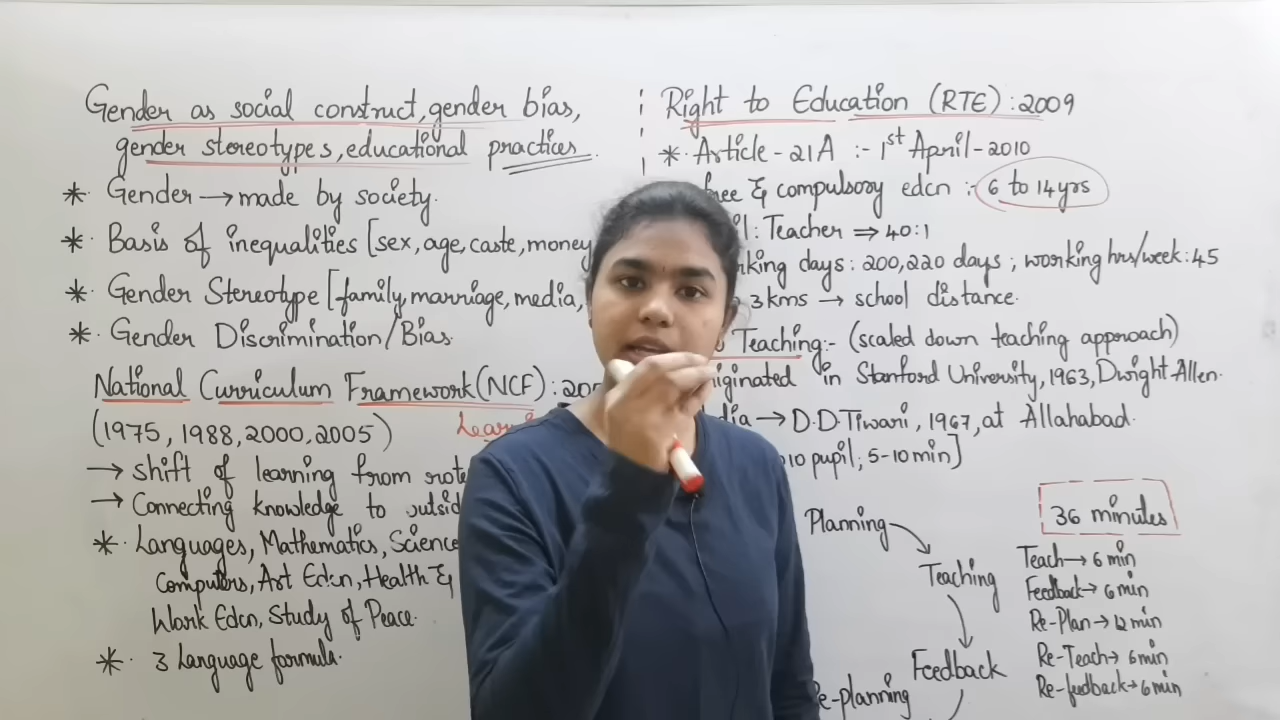 Gender as social construct, gender bias,
gender stereotypes, educational practices.
* Gender → made by society.
* Basis of inequalities [sex, age, caste, money
* Gender Stereotype [family, marriage, media,
* Gender Discrimination/Bias.
National Curriculum Framework (NCF) : 200
(1975, 1988, 2000, 2005)
→ shift of learning from rote
→ Connecting knowledge to outsid
* Languages, Mathematics, Science
Computers, Art Edcn, Health &
Work Edcn, Study of Peace.
* 3 Language formula.
Right to Education (RTE) : 2009
* Article - 21A :- 1st April - 2010
free & compulsory edcn :- 6 to 14 yrs
: Teacher ⇒ 40:1
rking days : 200, 220 days ; working hrs/week : 45
3 kms → school distance.
Teaching :- (scaled down teaching approach)
iginated in Stanford University, 1963, Dwight Allen.
dia → D.D.Tiwari, 1967, at Allahabad.
10 pupil ; 5-10 min]
Planning
Teaching
Feedback
Re-planning
36 minutes
Teach → 6 min
Feedback → 6 min
Re-Plan → 12 min
Re-Teach → 6 min
Re-feedback → 6 min